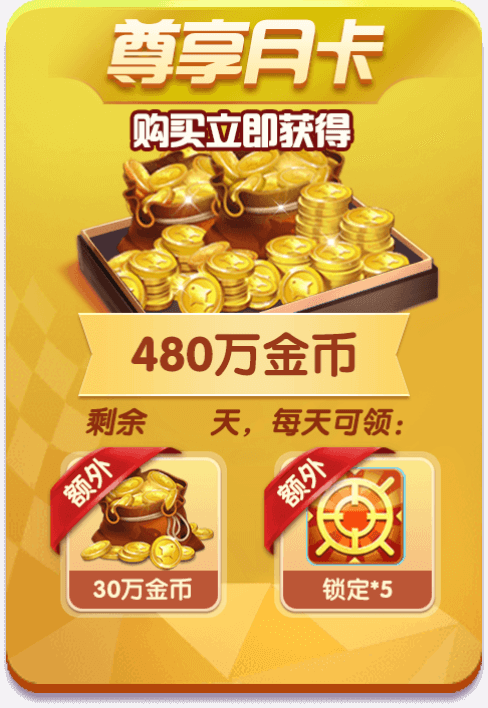 尊享月卡
购买立即获得
480万金币
剩余 天，每天可领：
额外 额外
30万金币 锁定*5